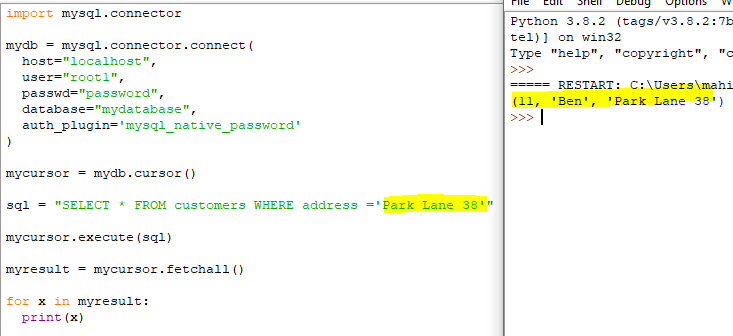 import mysql.connector
mydb = mysql.connector.connect(
  host="localhost",
  user="root1",
  passwd="password",
  database="mydatabase",
  auth_plugin='mysql_native_password'
)
mycursor = mydb.cursor()
sql = "SELECT * FROM customers WHERE address ='Park Lane 38'"
mycursor.execute(sql)
myresult = mycursor.fetchall()
for x in myresult:
  print(x)
File Edit Shell Debug Options W
Python 3.8.2 (tags/v3.8.2:7b
tel)] on win32
Type "help", "copyright", "c
>>>
===== RESTART: C:\Users\mahi
(11, 'Ben', 'Park Lane 38')
>>>